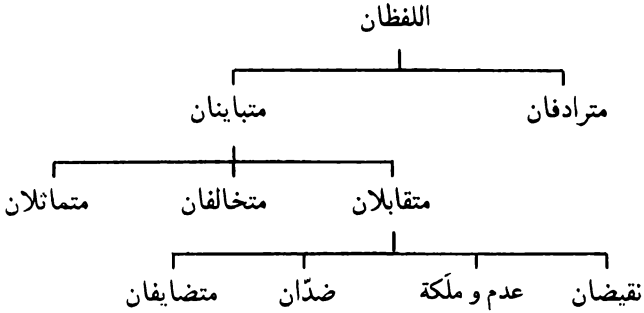 اللفظان
مترادفان متباينان
متقابلان متخالفان متماثلان
نقيضان عدم و ملَكة ضدّان متضايفان